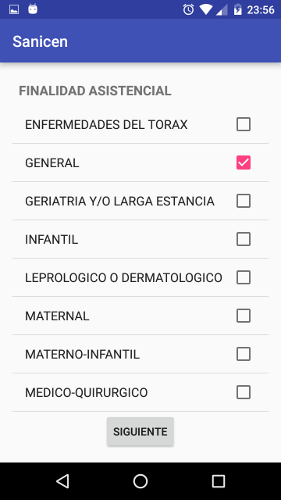 23:56
Sanicen
FINALIDAD ASISTENCIAL
ENFERMEDADES DEL TORAX
GENERAL
GERIATRIA Y/O LARGA ESTANCIA
INFANTIL
LEPROLOGICO O DERMATOLOGICO
MATERNAL
MATERNO-INFANTIL
MEDICO-QUIRURGICO
SIGUIENTE